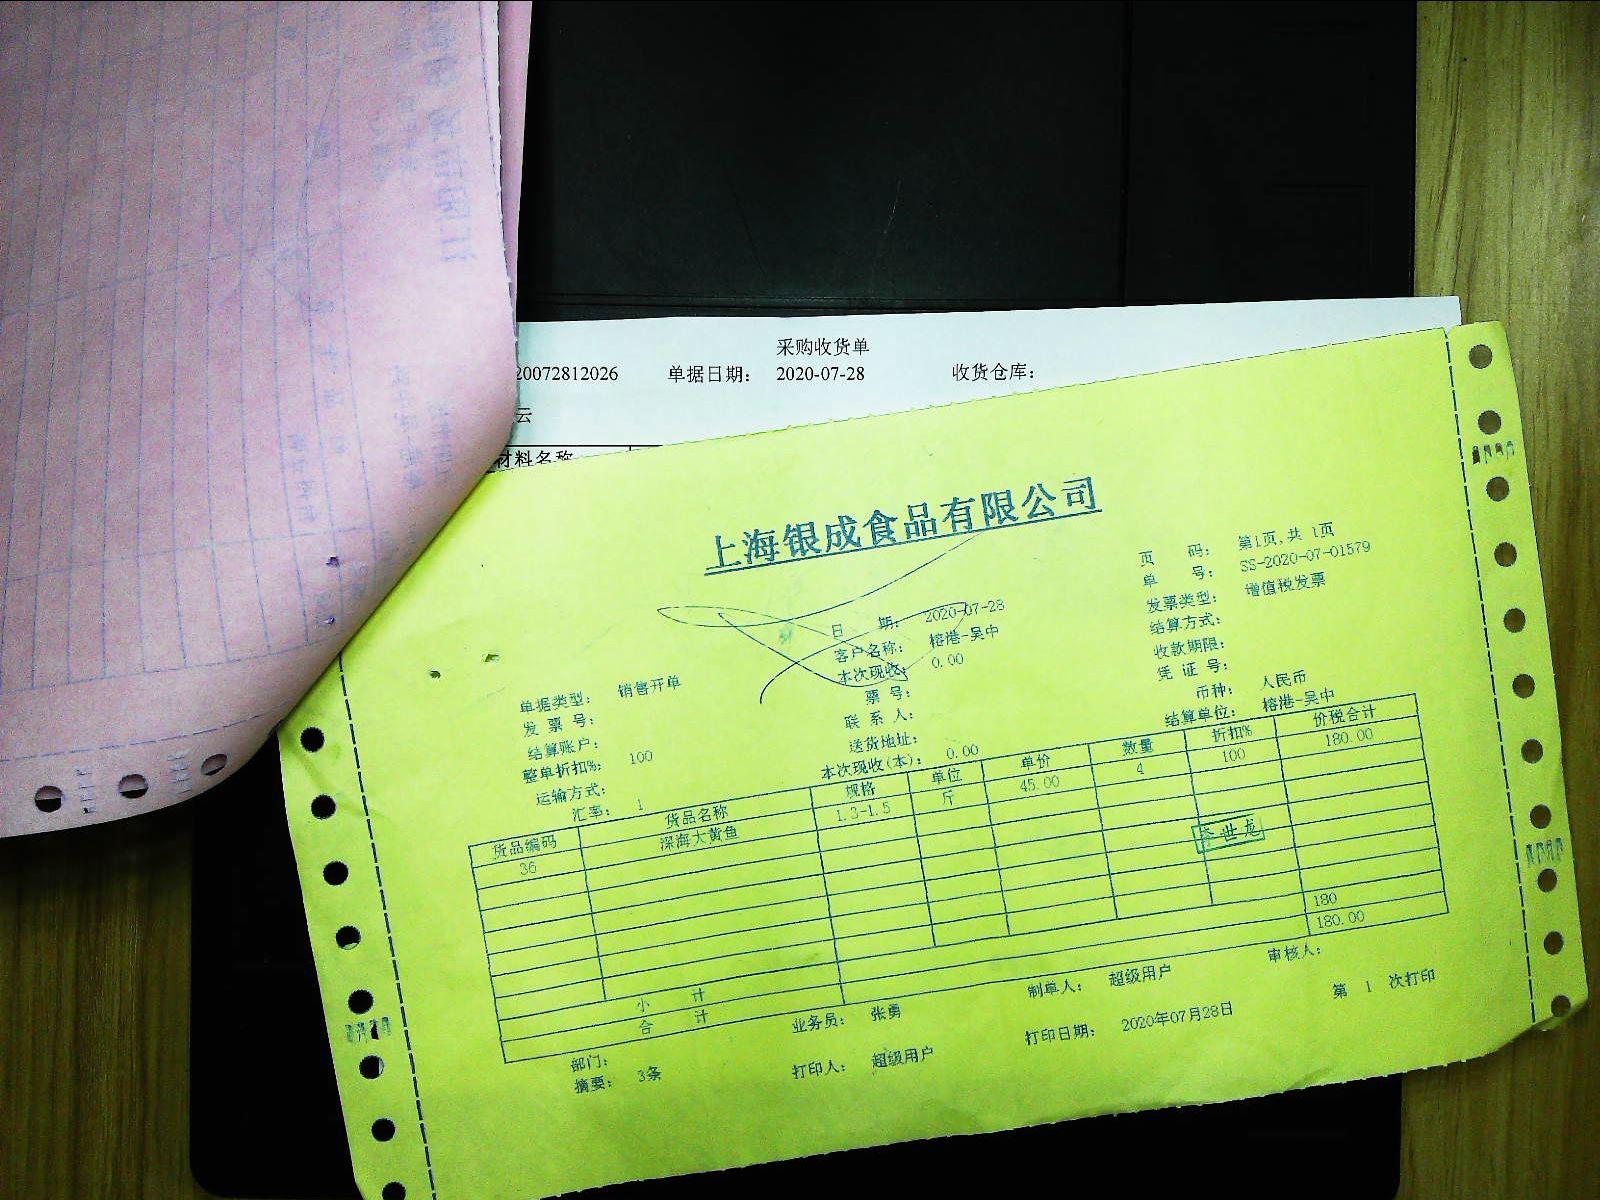 采购收货单
20072812026 单据日期： 2020-07-28 收货仓库：
云
材料名称
上海银成食品有限公司
页 码： 第1页,共 1页
单 号： SS-2020-07-01579
发票类型： 增值税发票
结算方式：
收款期限：
凭 证 号：
币种： 人民币
结算单位： 榕港-吴中
日 期： 2020-07-28
客户名称： 榕港-吴中
本次现收： 0.00
票 号：
联 系 人：
送货地址：
本次现收(本)： 0.00
单据类型： 销售开单
发 票 号：
结算账户：
整单折扣%： 100
运输方式：
汇率： 1
货品编码 货品名称 规格 单位 单价 数量 折扣% 价税合计
36 深海大黄鱼 1.3-1.5 斤 45.00 4 100 180.00
李世龙
小 计 180
合 计 180.00
部门： 业务员： 张勇 制单人： 超级用户 审核人：
摘要： 3条 打印人： 超级用户 打印日期： 2020年07月28日 第 1 次打印